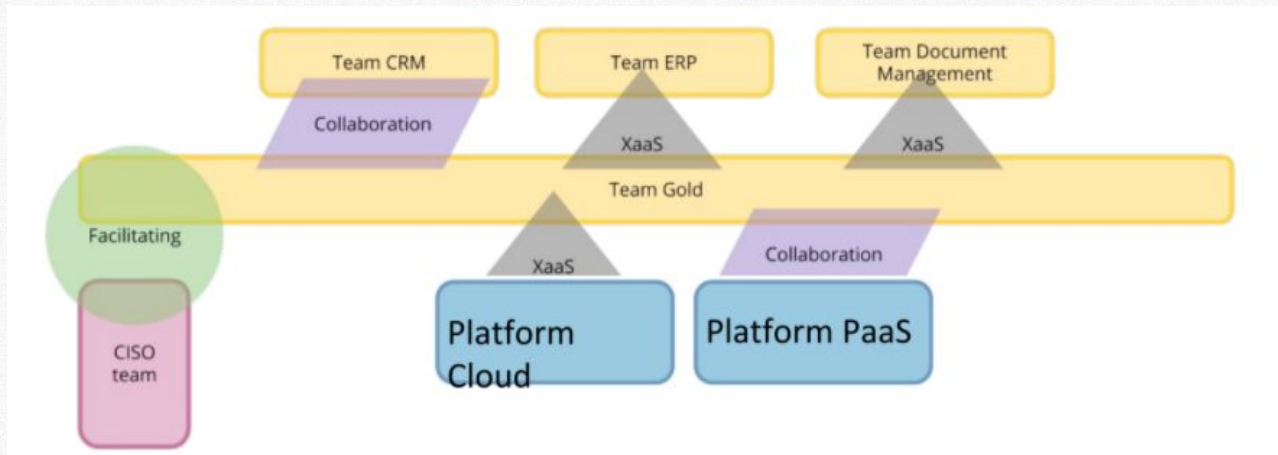 Team CRM
Team ERP
Team Document
Management
Collaboration
XaaS
XaaS
Team Gold
Facilitating
XaaS
Collaboration
CISO
team
Platform
Cloud
Platform PaaS